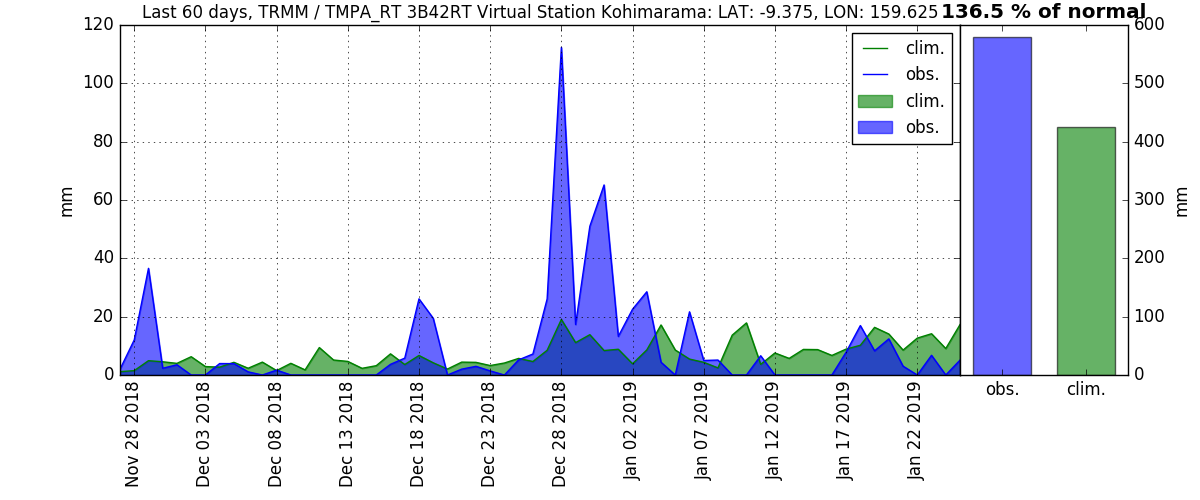 Last 60 days, TRMM / TMPA_RT 3B42RT Virtual Station Kohimarama: LAT: -9.375, LON: 159.625 136.5 % of normal
120
100
80
60
40
20
0
mm
clim.
obs.
clim.
obs.
600
500
400
300
200
100
0
mm
obs.
clim.
Nov 28 2018
Dec 03 2018
Dec 08 2018
Dec 13 2018
Dec 18 2018
Dec 23 2018
Dec 28 2018
Jan 02 2019
Jan 07 2019
Jan 12 2019
Jan 17 2019
Jan 22 2019